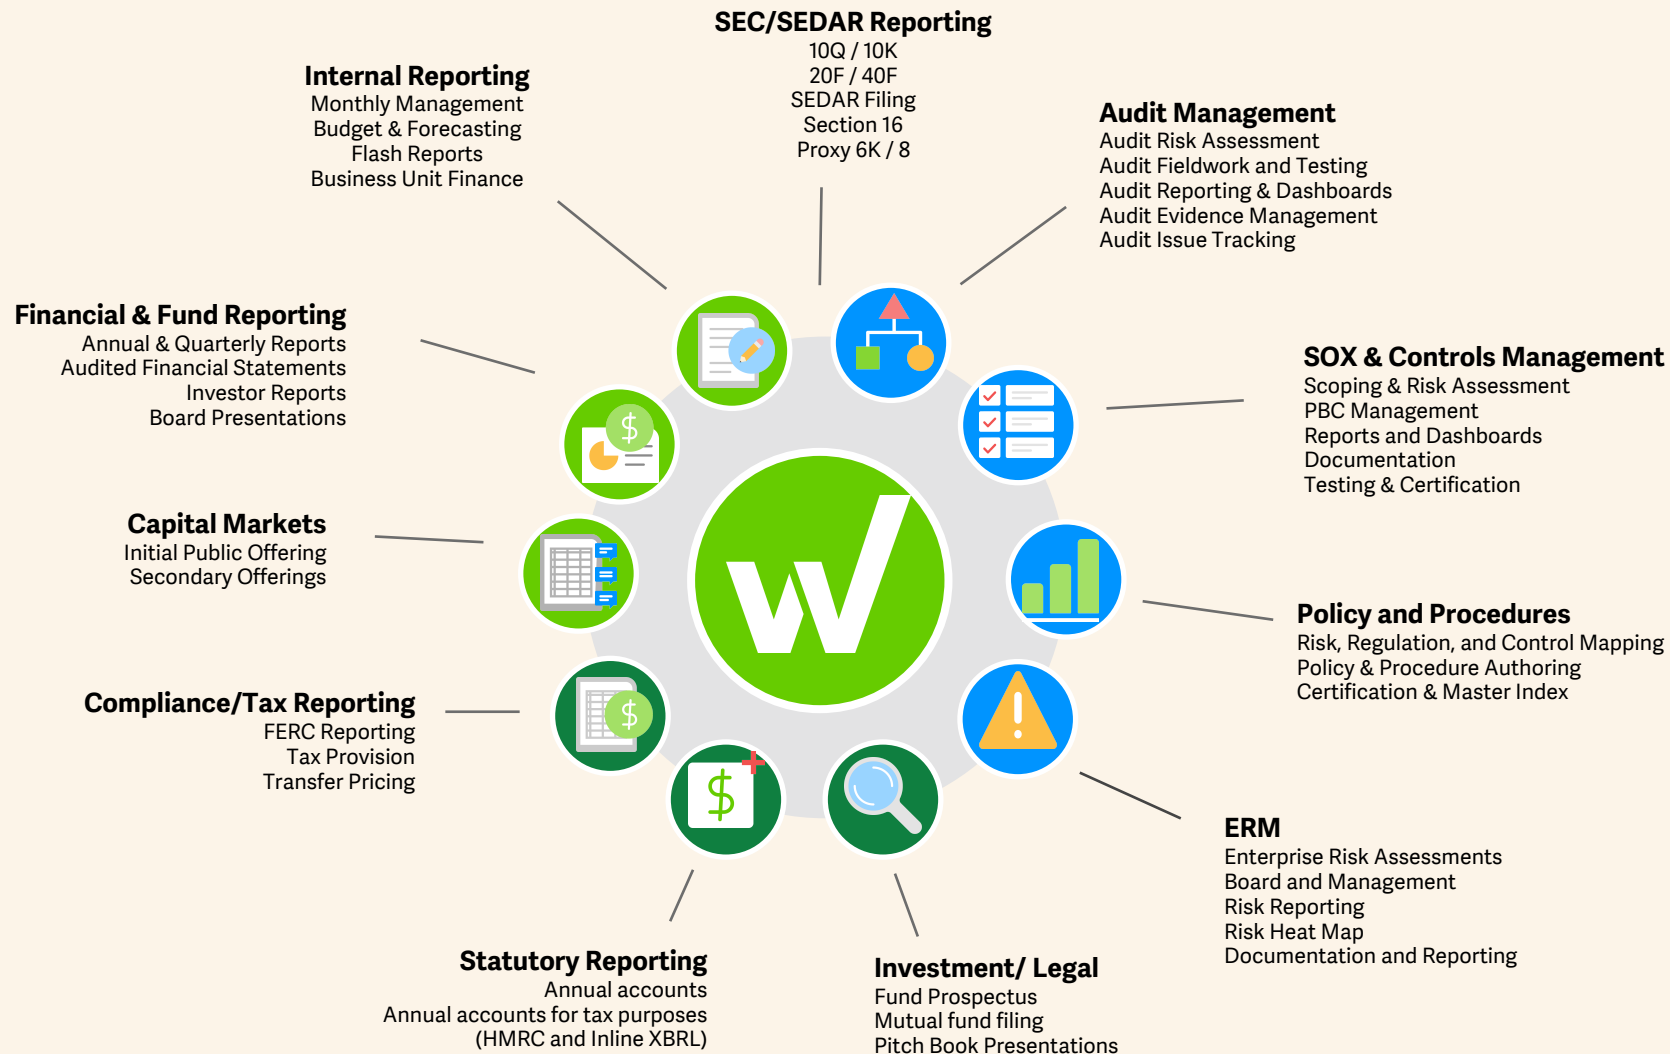 SEC/SEDAR Reporting
10Q / 10K
20F / 40F
SEDAR Filing
Section 16
Proxy 6K / 8
Internal Reporting
Monthly Management
Budget & Forecasting
Flash Reports
Business Unit Finance
Audit Management
Audit Risk Assessment
Audit Fieldwork and Testing
Audit Reporting & Dashboards
Audit Evidence Management
Audit Issue Tracking
Financial & Fund Reporting
Annual & Quarterly Reports
Audited Financial Statements
Investor Reports
Board Presentations
SOX & Controls Management
Scoping & Risk Assessment
PBC Management
Reports and Dashboards
Documentation
Testing & Certification
Capital Markets
Initial Public Offering
Secondary Offerings
w
Policy and Procedures
Risk, Regulation, and Control Mapping
Policy & Procedure Authoring
Certification & Master Index
Compliance/Tax Reporting
FERC Reporting
Tax Provision
Transfer Pricing
ERM
Enterprise Risk Assessments
Board and Management
Risk Reporting
Risk Heat Map
Documentation and Reporting
Statutory Reporting
Annual accounts
Annual accounts for tax purposes
(HMRC and Inline XBRL)
Investment/ Legal
Fund Prospectus
Mutual fund filing
Pitch Book Presentations